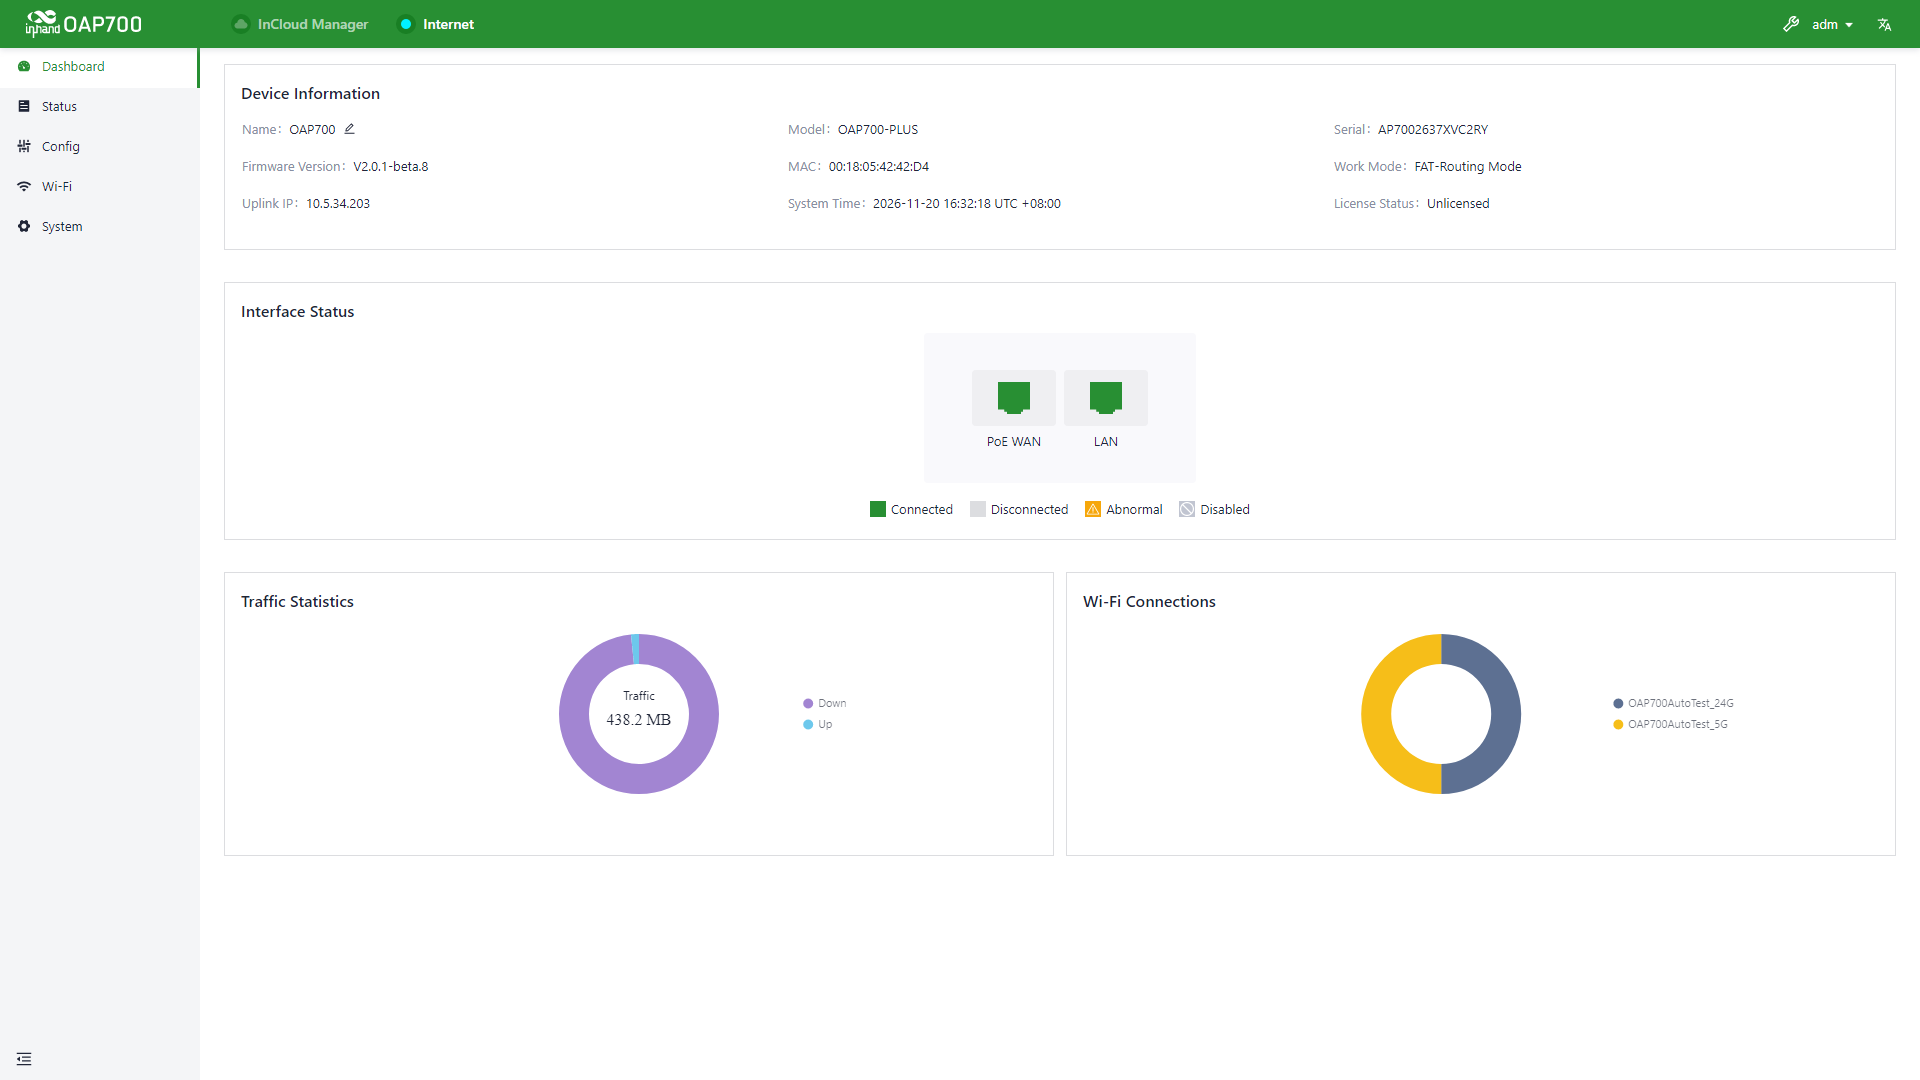 inhand OAP700
InCloud Manager
Internet
adm
Dashboard
Status
Config
Wi-Fi
System
Device Information
Name: OAP700
Model: OAP700-PLUS
Serial: AP7002637XVC2RY
Firmware Version: V2.0.1-beta.8
MAC: 00:18:05:42:42:D4
Work Mode: FAT-Routing Mode
Uplink IP: 10.5.34.203
System Time: 2026-11-20 16:32:18 UTC +08:00
License Status: Unlicensed
Interface Status
PoE WAN
LAN
Connected
Disconnected
Abnormal
Disabled
Traffic Statistics
Traffic
438.2 MB
Down
Up
Wi-Fi Connections
OAP700AutoTest_24G
OAP700AutoTest_5G